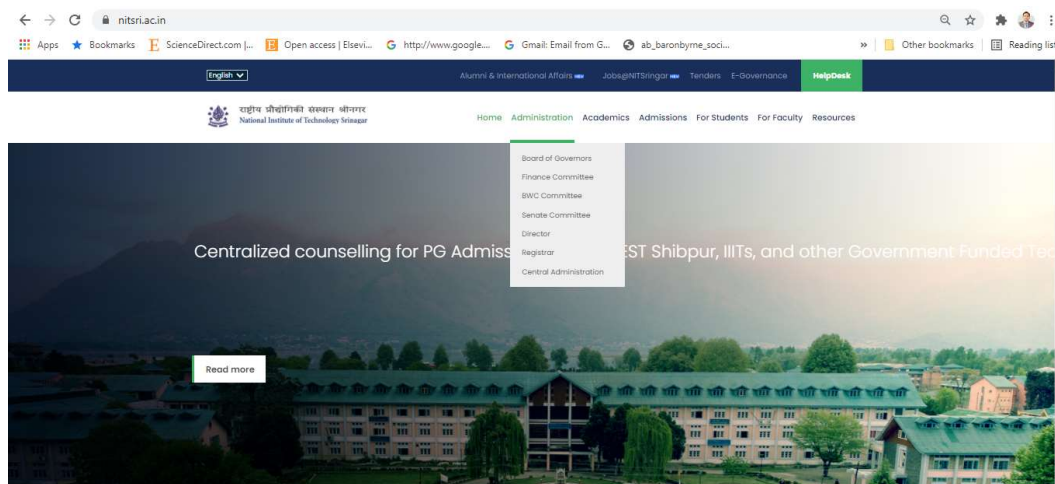 nitsri.ac.in
Apps Bookmarks ScienceDirect.com |... Open access | Elsevi... http://www.google.... Gmail: Email from G... ab_baronbyrne_soci... » Other bookmarks Reading list
English Alumni & International Affairs Jobs@NITSringar Tenders E-Governance HelpDesk
राष्ट्रीय प्रौद्योगिकी संस्थान श्रीनगर
National Institute of Technology Srinagar
Home Administration Academics Admissions For Students For Faculty Resources
Board of Governors
Finance Committee
BWC Committee
Senate Committee
Director
Registrar
Central Administration
Centralized counselling for PG Admiss EST Shibpur, IIITs, and other Government Funded Tec
Read more